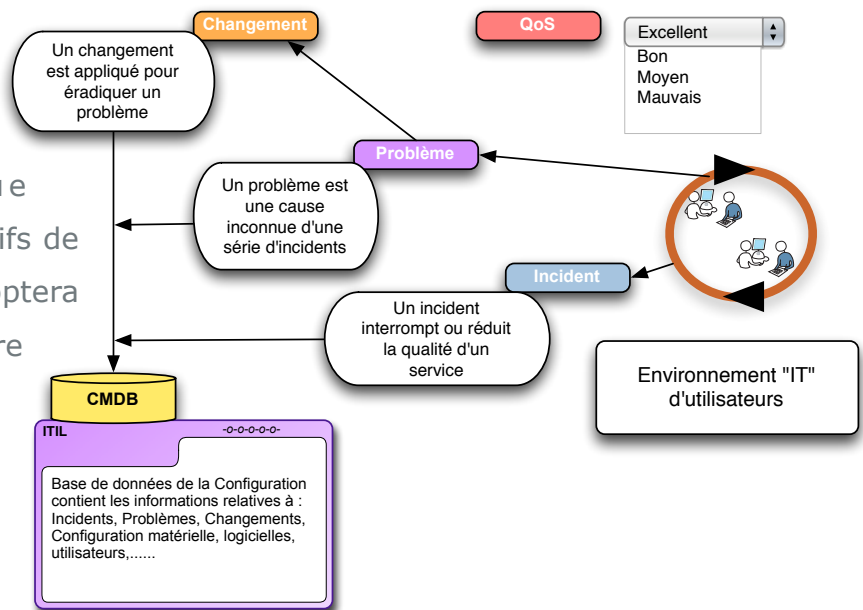 Changement
QoS
Excellent
Bon
Moyen
Mauvais
Un changement
est appliqué pour
éradiquer un
problème
Problème
Un problème est
une cause
inconnue d'une
série d'incidents
de
Incident
Un incident
interrompt ou réduit
la qualité d'un
service
Environnement "IT"
d'utilisateurs
CMDB
ITIL
-o-o-o-o-o-
Base de données de la Configuration
contient les informations relatives à :
Incidents, Problèmes, Changements,
Configuration matérielle, logicielles,
utilisateurs,......